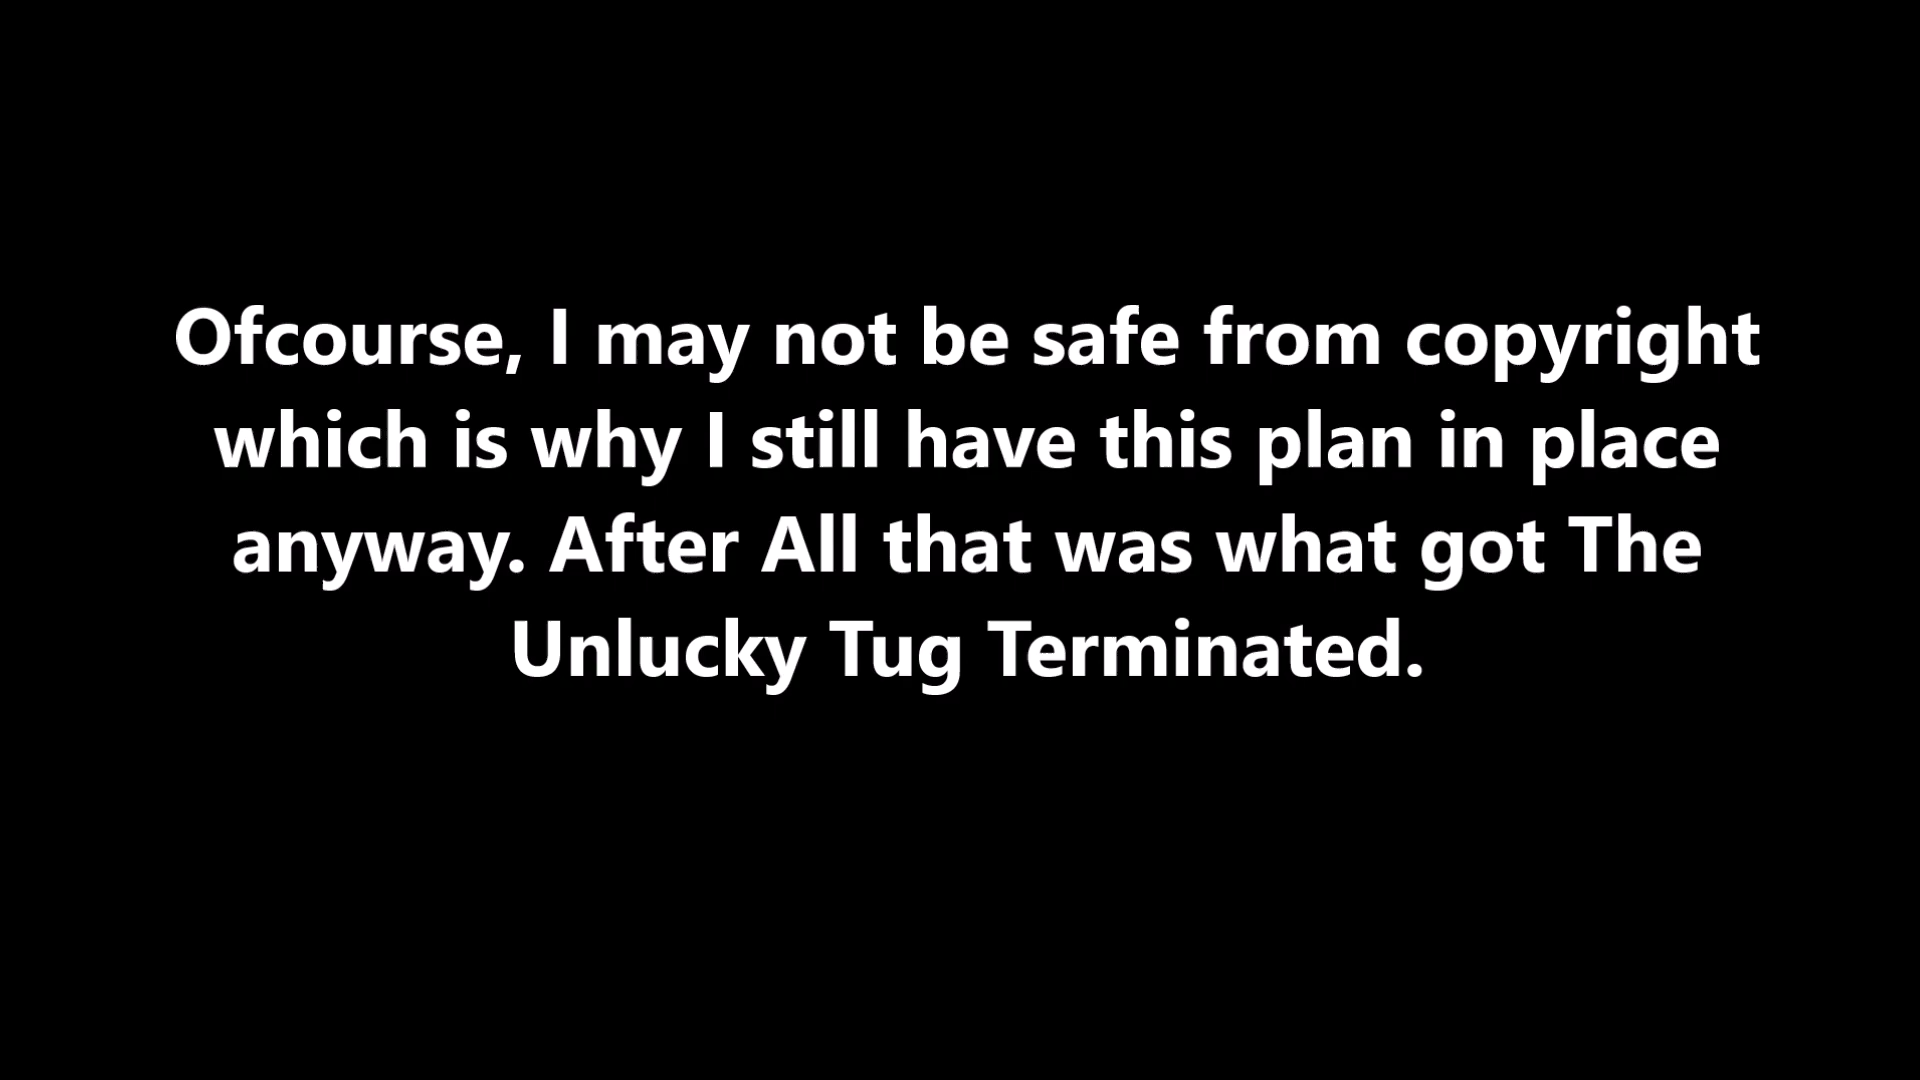 Ofcourse, I may not be safe from copyright
which is why I still have this plan in place
anyway. After All that was what got The
Unlucky Tug Terminated.